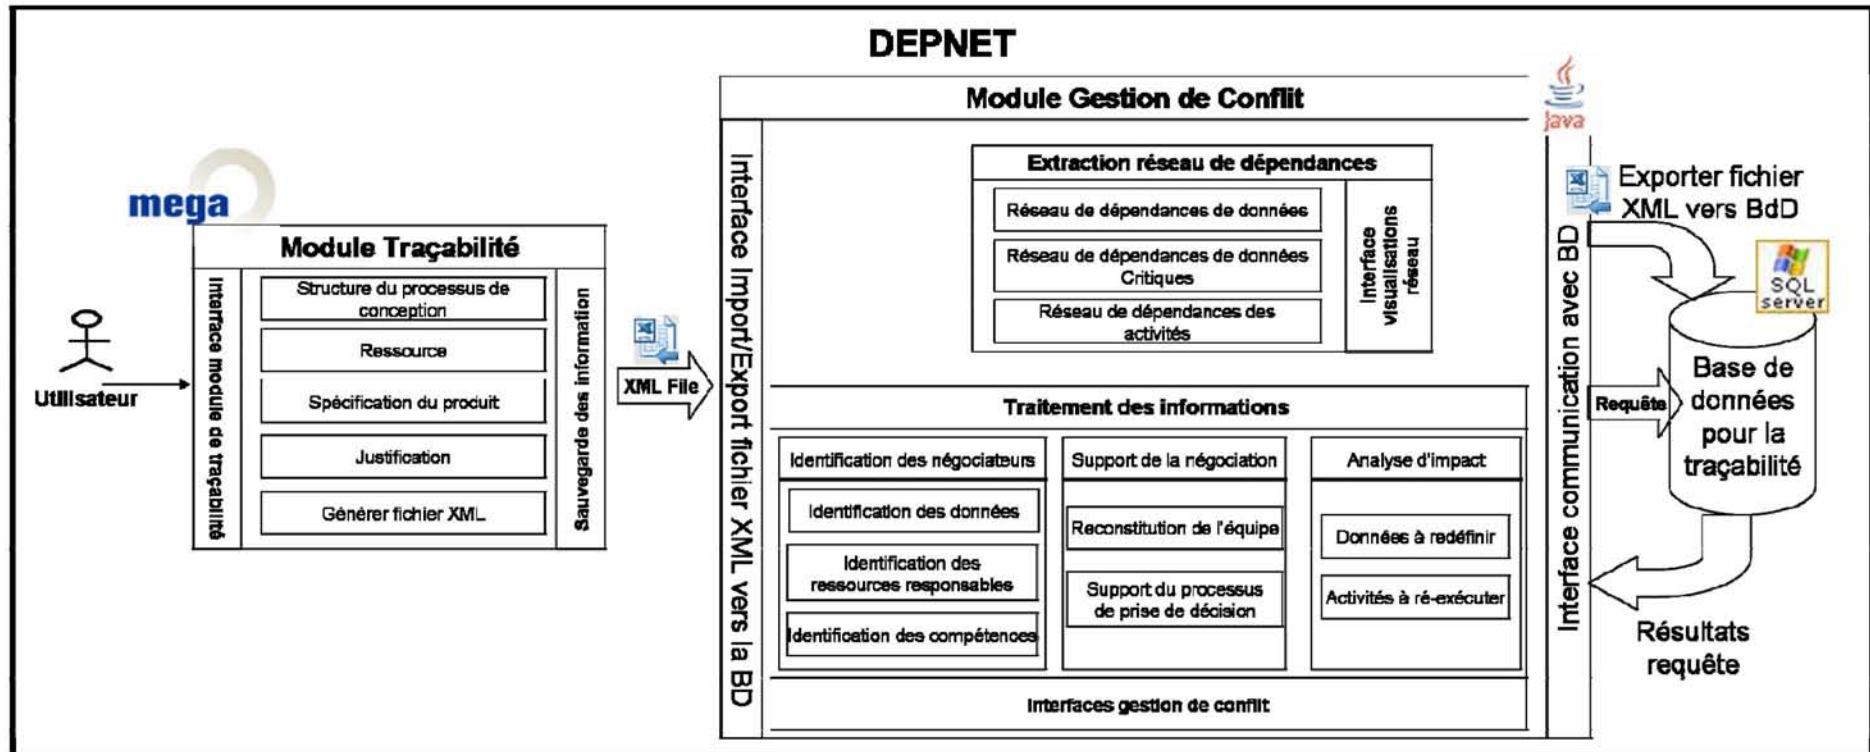 DEPNET
mega
Module Traçabilité
Interface module de traçabilité
Structure du processus de
conception
Ressource
Spécification du produit
Justification
Générer fichier XML
Sauvegarde des information
Utilisateur
XML File
Module Gestion de Conflit
Java
Interface Import/Export fichier XML vers la BD
Extraction réseau de dépendances
Réseau de dépendances de données
Réseau de dépendances de données
Critiques
Réseau de dépendances des
activités
Interface
visualisations
réseau
Traitement des informations
Identification des négociateurs
Identification des données
Identification des
ressources responsables
Identification des compétences
Support de la négociation
Reconstitution de l'équipe
Support du processus
de prise de décision
Analyse d'impact
Données à redéfinir
Activités à ré-exécuter
Interfaces gestion de conflit
Interface communication avec BD
Exporter fichier
XML vers BdD
SQL
server
Requête
Base de
données
pour la
traçabilité
Résultats
requête